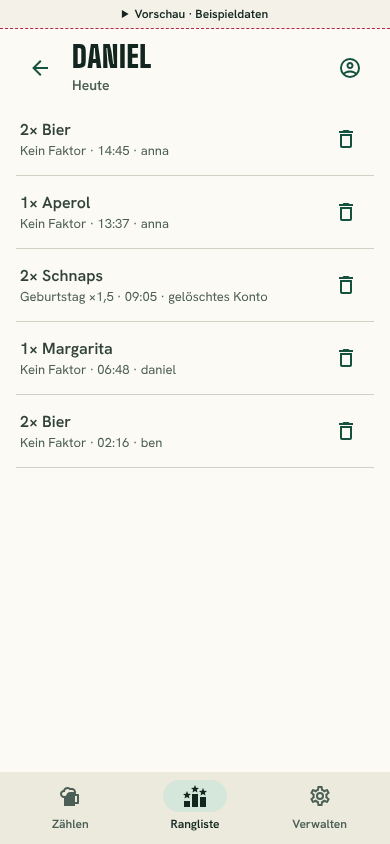 ▶ Vorschau · Beispieldaten
DANIEL
Heute
2× Bier
Kein Faktor · 14:45 · anna
1× Aperol
Kein Faktor · 13:37 · anna
2× Schnaps
Geburtstag ×1,5 · 09:05 · gelöschtes Konto
1× Margarita
Kein Faktor · 06:48 · daniel
2× Bier
Kein Faktor · 02:16 · ben
Zählen
Rangliste
Verwalten